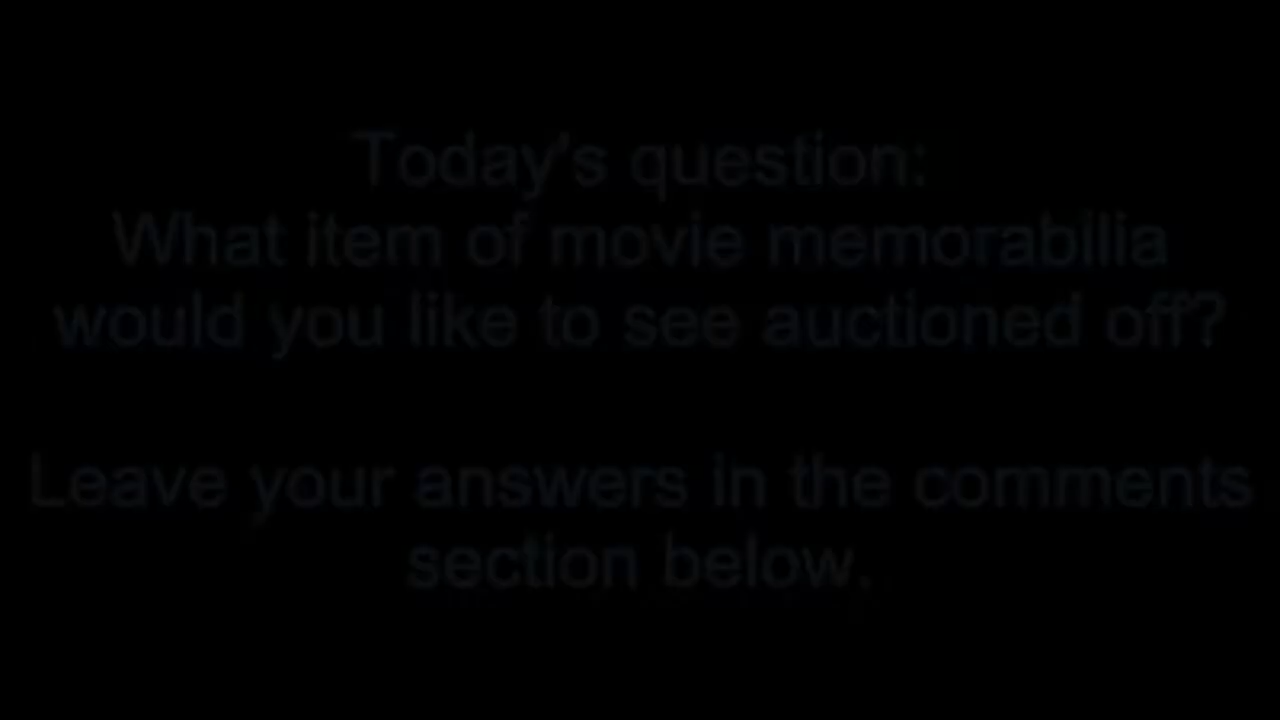 Today's question:
What item of movie memorabilia
would you like to see auctioned off?
Leave your answers in the comments
section below.